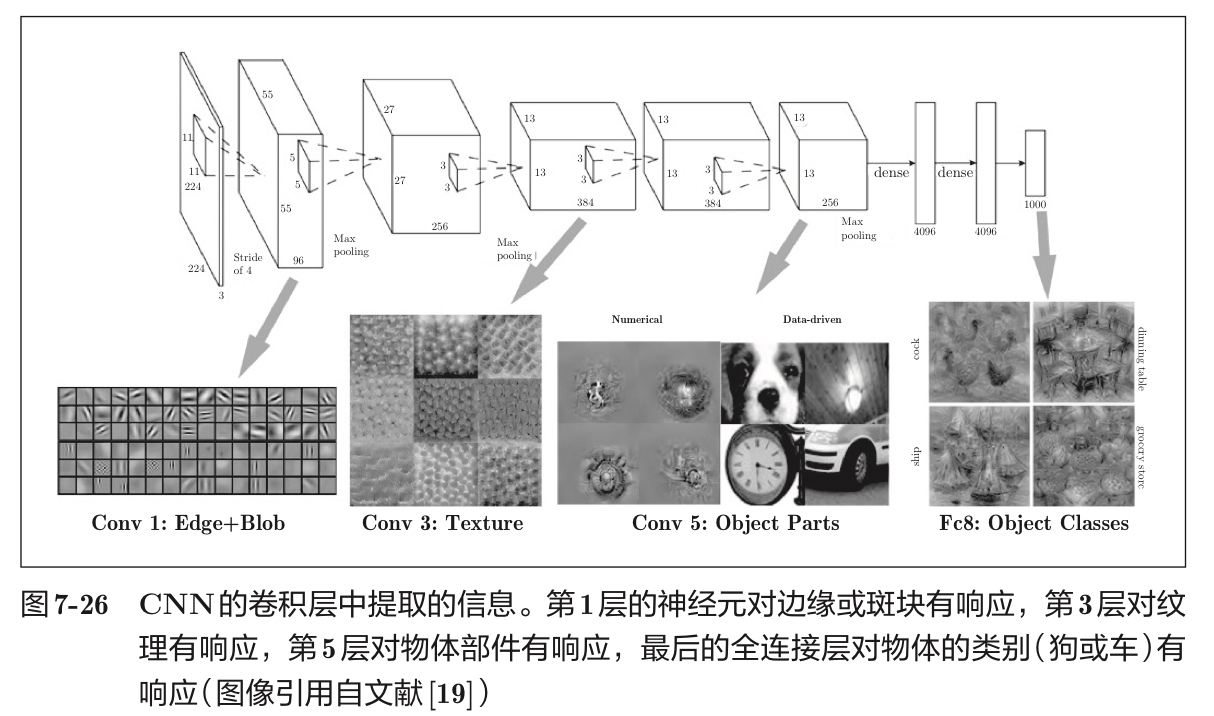 55
27
13
13
13
11
5
3
3
3
11
5
3
3
3
224
55
27
13
13
13
dense
dense
256
384
384
256
1000
224
Stride
of 4
96
3
Max
pooling
Max
pooling
Max
pooling
4096
4096
Numerical
Data-driven
cock
dinning table
ship
grocery store
Conv 1: Edge+Blob
Conv 3: Texture
Conv 5: Object Parts
Fc8: Object Classes
图7-26 CNN的卷积层中提取的信息。第1层的神经元对边缘或斑块有响应，第3层对纹
理有响应，第5层对物体部件有响应，最后的全连接层对物体的类别（狗或车）有
响应（图像引用自文献[19]）